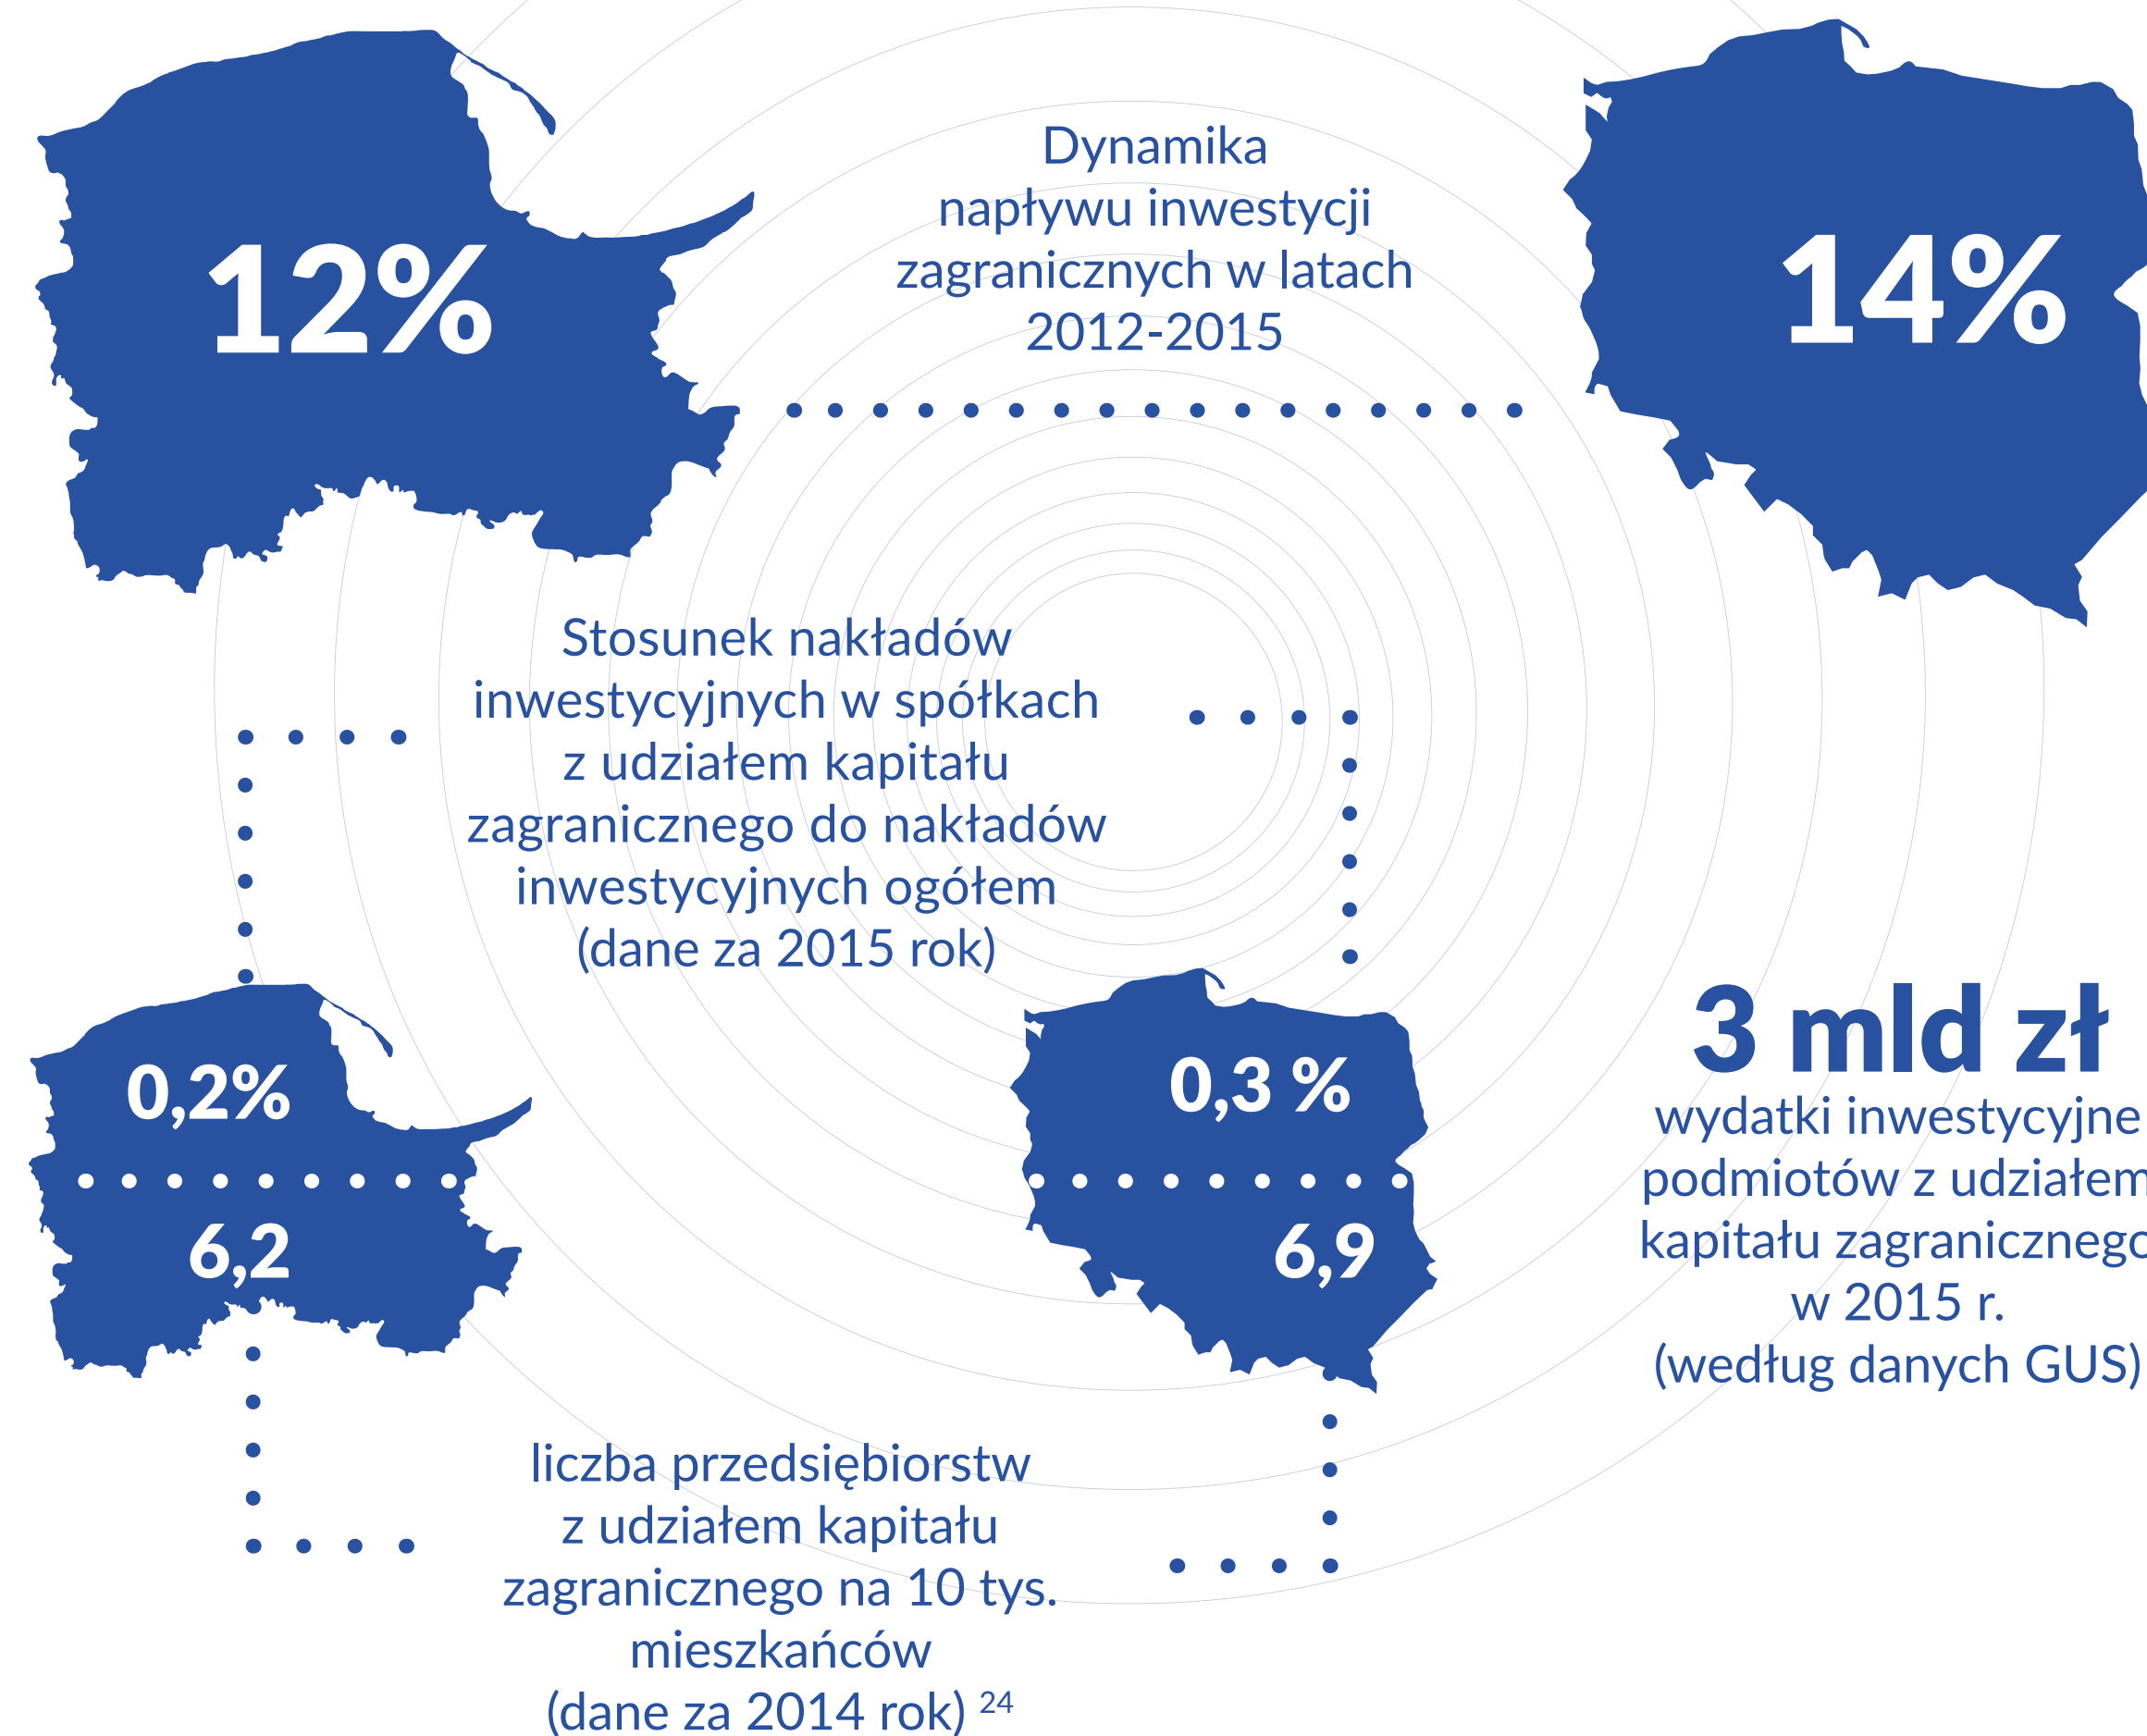 12%
Dynamika
napływu inwestycji
zagranicznych w latach
2012-2015
14%
Stosunek nakładów
inwestycyjnych w spółkach
z udziałem kapitału
zagranicznego do nakładów
inwestycyjnych ogółem
(dane za 2015 rok)
0,2%
6,2
0,3 %
6,9
3 mld zł
wydatki inwestycyjne
podmiotów z udziałem
kapitału zagranicznego
w 2015 r.
(według danych GUS)
liczba przedsiębiorstw
z udziałem kapitału
zagranicznego na 10 tys.
mieszkańców
(dane za 2014 rok) 24